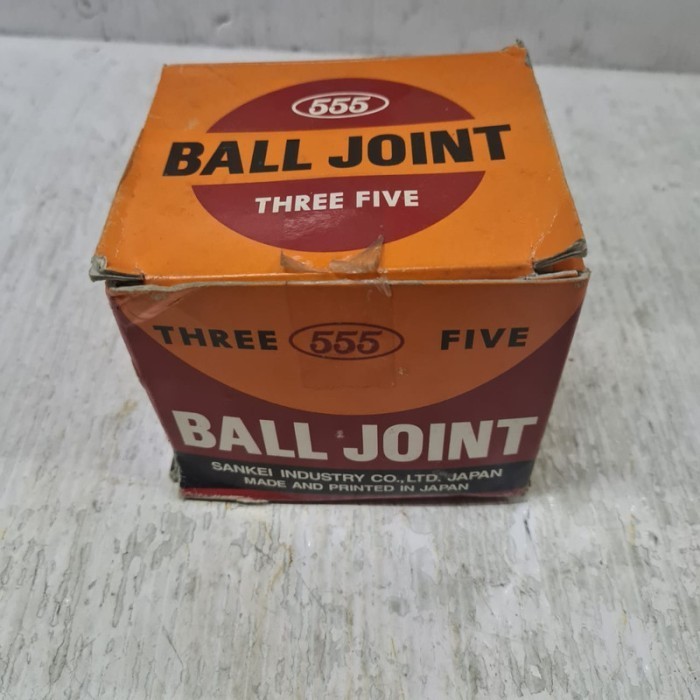 555
BALL JOINT
THREE FIVE
THREE 555 FIVE
BALL JOINT
SANKEI INDUSTRY CO.,LTD. JAPAN
MADE AND PRINTED IN JAPAN